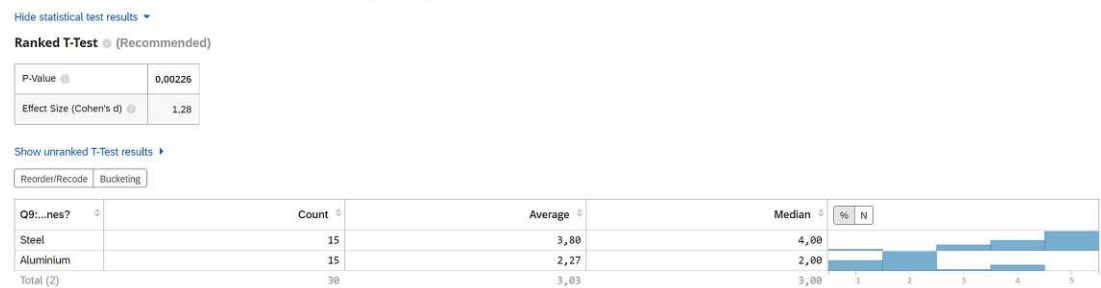 Hide statistical test results
Ranked T-Test (Recommended)
P-Value 0,00226
Effect Size (Cohen's d) 1,28
Show unranked T-Test results
Reorder/Recode Bucketing
Q9:...nes? Count Average Median % N
Steel 15 3,80 4,00
Aluminium 15 2,27 2,00
Total (2) 30 3,03 3,00
1 2 3 4 5